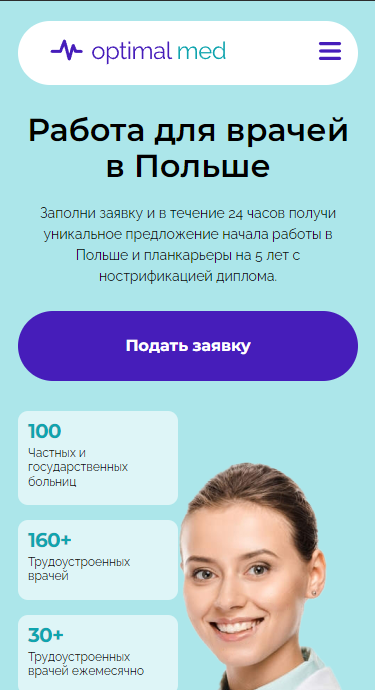 optimal med
Работа для врачей
в Польше
Заполни заявку и в течение 24 часов получи
уникальное предложение начала работы в
Польше и планкарьеры на 5 лет с
нострификацией диплома.
Подать заявку
100
Частных и
государственных
больниц
160+
Трудоустроенных
врачей
30+
Трудоустроенных
врачей ежемесячно